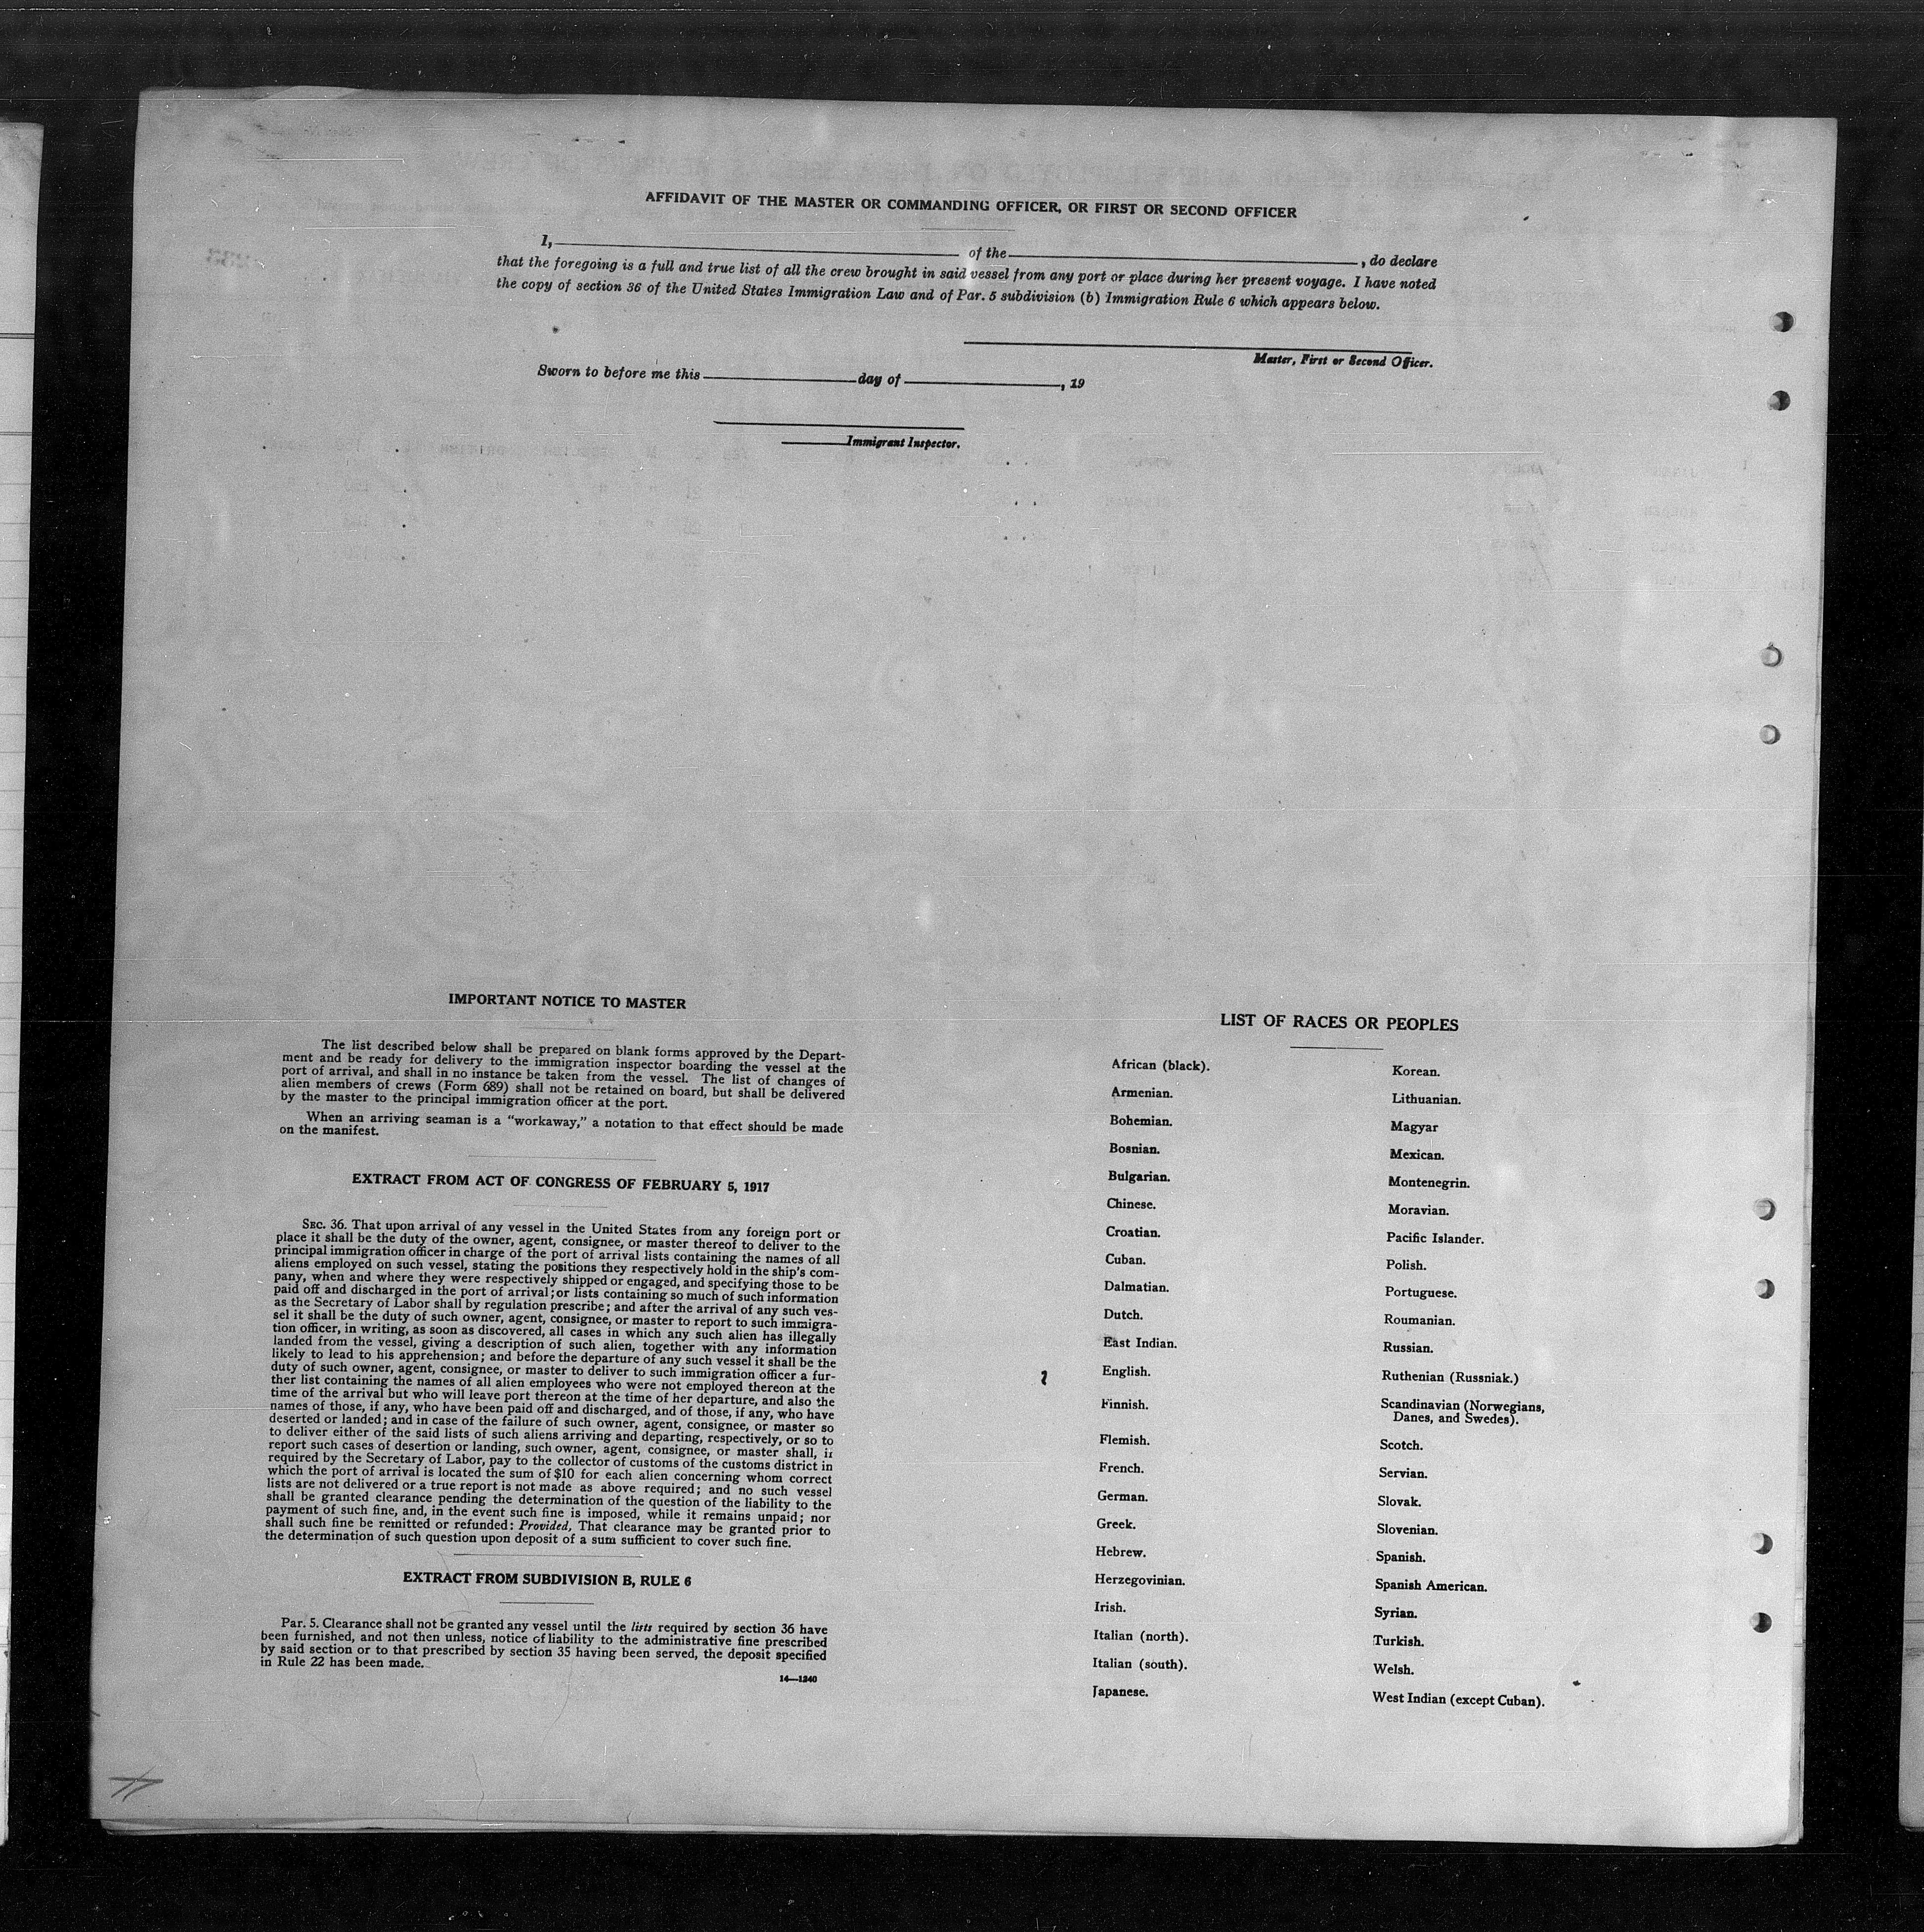 AFFIDAVIT OF THE MASTER OR COMMANDING OFFICER, OR FIRST OR SECOND OFFICER
I, of the , do declare
that the foregoing is a full and true list of all the crew brought in said vessel from any port or place during her present voyage. I have noted
the copy of section 36 of the United States Immigration Law and of Par. 5 subdivision (b) Immigration Rule 6 which appears below.
Master, First or Second Officer.
Sworn to before me this day of , 19
Immigrant Inspector.
IMPORTANT NOTICE TO MASTER
The list described below shall be prepared on blank forms approved by the Depart-
ment and be ready for delivery to the immigration inspector boarding the vessel at the
port of arrival, and shall in no instance be taken from the vessel. The list of changes of
alien members of crews (Form 689) shall not be retained on board, but shall be delivered
by the master to the principal immigration officer at the port.
When an arriving seaman is a "workaway," a notation to that effect should be made
on the manifest.
EXTRACT FROM ACT OF CONGRESS OF FEBRUARY 5, 1917
SEC. 36. That upon arrival of any vessel in the United States from any foreign port or
place it shall be the duty of the owner, agent, consignee, or master thereof to deliver to the
principal immigration officer in charge of the port of arrival lists containing the names of all
aliens employed on such vessel, stating the positions they respectively hold in the ship's com-
pany, when and where they were respectively shipped or engaged, and specifying those to be
paid off and discharged in the port of arrival; or lists containing so much of such information
as the Secretary of Labor shall by regulation prescribe; and after the arrival of any such ves-
sel it shall be the duty of such owner, agent, consignee, or master to report to such immigra-
tion officer, in writing, as soon as discovered, all cases in which any such alien has illegally
landed from the vessel, giving a description of such alien, together with any information
likely to lead to his apprehension; and before the departure of any such vessel it shall be the
duty of such owner, agent, consignee, or master to deliver to such immigration officer a fur-
ther list containing the names of all alien employees who were not employed thereon at the
time of the arrival but who will leave port thereon at the time of her departure, and also the
names of those, if any, who have been paid off and discharged, and of those, if any, who have
deserted or landed; and in case of the failure of such owner, agent, consignee, or master so
to deliver either of the said lists of such aliens arriving and departing, respectively, or so to
report such cases of desertion or landing, such owner, agent, consignee, or master shall, if
required by the Secretary of Labor, pay to the collector of customs of the customs district in
which the port of arrival is located the sum of $10 for each alien concerning whom correct
lists are not delivered or a true report is not made as above required; and no such vessel
shall be granted clearance pending the determination of the question of the liability to the
payment of such fine, and, in the event such fine is imposed, while it remains unpaid; nor
shall such fine be remitted or refunded: Provided, That clearance may be granted prior to
the determination of such question upon deposit of a sum sufficient to cover such fine.
EXTRACT FROM SUBDIVISION B, RULE 6
Par. 5. Clearance shall not be granted any vessel until the lists required by section 36 have
been furnished, and not then unless, notice of liability to the administrative fine prescribed
by said section or to that prescribed by section 35 having been served, the deposit specified
in Rule 22 has been made.
14—1240
LIST OF RACES OR PEOPLES
African (black).
Armenian.
Bohemian.
Bosnian.
Bulgarian.
Chinese.
Croatian.
Cuban.
Dalmatian.
Dutch.
East Indian.
English.
Finnish.
Flemish.
French.
German.
Greek.
Hebrew.
Herzegovinian.
Irish.
Italian (north).
Italian (south).
Japanese.
Korean.
Lithuanian.
Magyar
Mexican.
Montenegrin.
Moravian.
Pacific Islander.
Polish.
Portuguese.
Roumanian.
Russian.
Ruthenian (Russniak.)
Scandinavian (Norwegians,
Danes, and Swedes).
Scotch.
Servian.
Slovak.
Slovenian.
Spanish.
Spanish American.
Syrian.
Turkish.
Welsh.
West Indian (except Cuban).